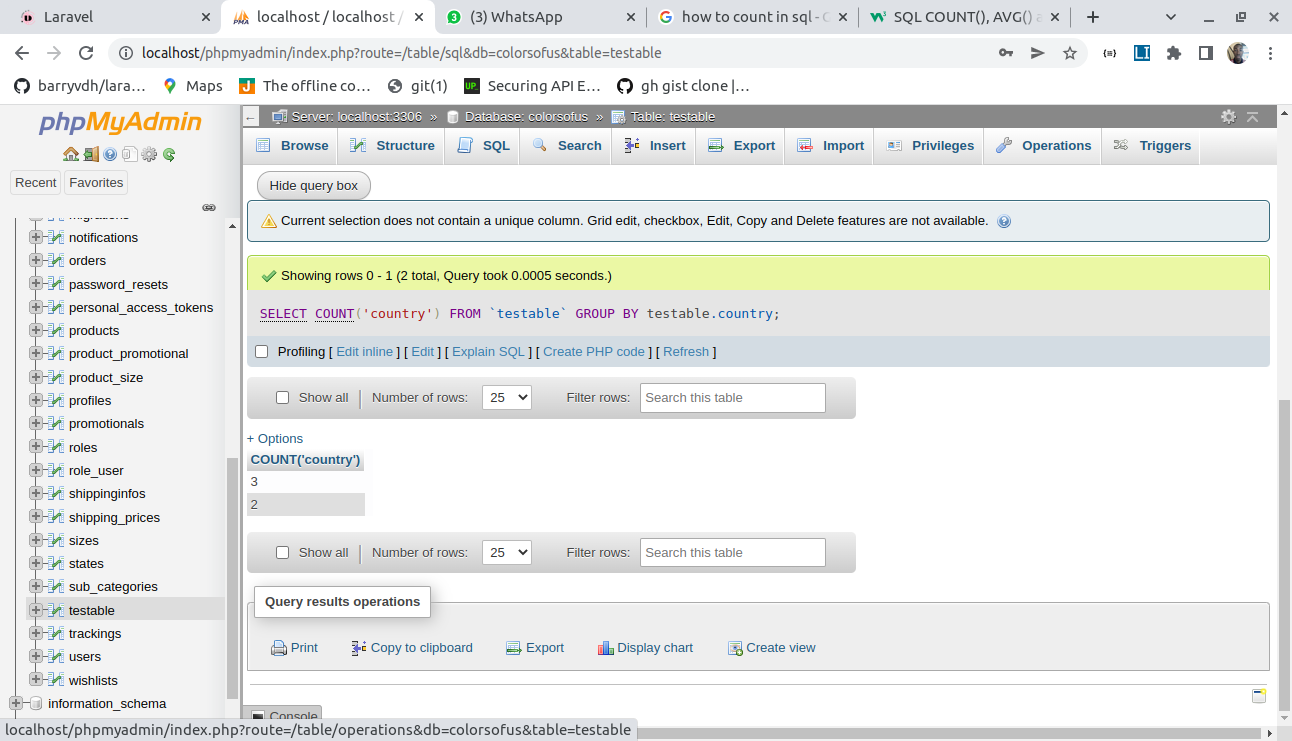 Laravel
localhost / localhost /
(3) WhatsApp
how to count in sql - G
SQL COUNT(), AVG() a
localhost/phpmyadmin/index.php?route=/table/sql&db=colorsofus&table=testable
barryvdh/lara...
Maps
The offline co...
git(1)
Securing API E...
gh gist clone |...
phpMyAdmin
Recent
Favorites
migrations
notifications
orders
password_resets
personal_access_tokens
products
product_promotional
product_size
profiles
promotionals
roles
role_user
shippinginfos
shipping_prices
sizes
states
sub_categories
testable
trackings
users
wishlists
information_schema
Server: localhost:3306 » Database: colorsofus » Table: testable
Browse
Structure
SQL
Search
Insert
Export
Import
Privileges
Operations
Triggers
Hide query box
Current selection does not contain a unique column. Grid edit, checkbox, Edit, Copy and Delete features are not available.
Showing rows 0 - 1 (2 total, Query took 0.0005 seconds.)
SELECT COUNT('country') FROM `testable` GROUP BY testable.country;
Profiling [ Edit inline ] [ Edit ] [ Explain SQL ] [ Create PHP code ] [ Refresh ]
Show all
Number of rows:
25
Filter rows:
Search this table
+ Options
COUNT('country')
3
2
Show all
Number of rows:
25
Filter rows:
Search this table
Query results operations
Print
Copy to clipboard
Export
Display chart
Create view
Console
localhost/phpmyadmin/index.php?route=/table/operations&db=colorsofus&table=testable